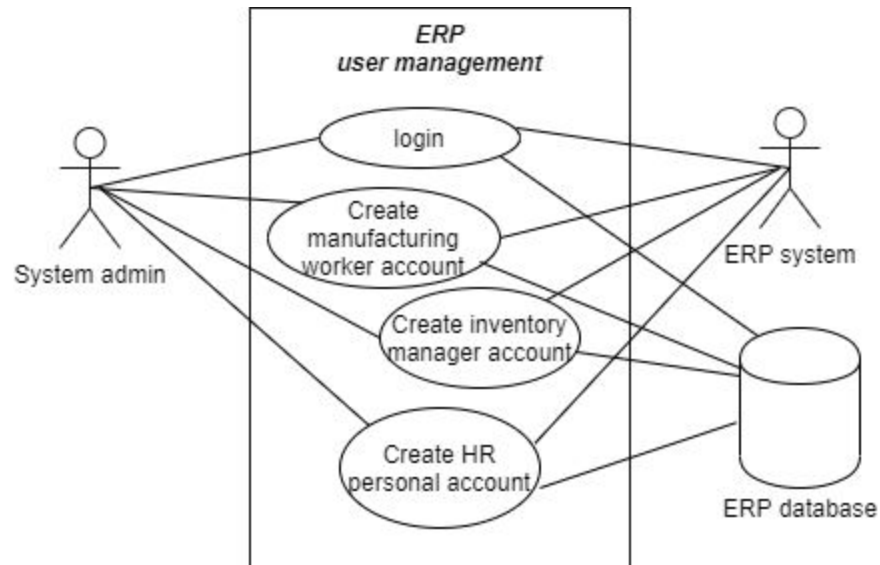 ERP
user management
login
Create
manufacturing
worker account
System admin
ERP system
Create inventory
manager account
Create HR
personal account
ERP database